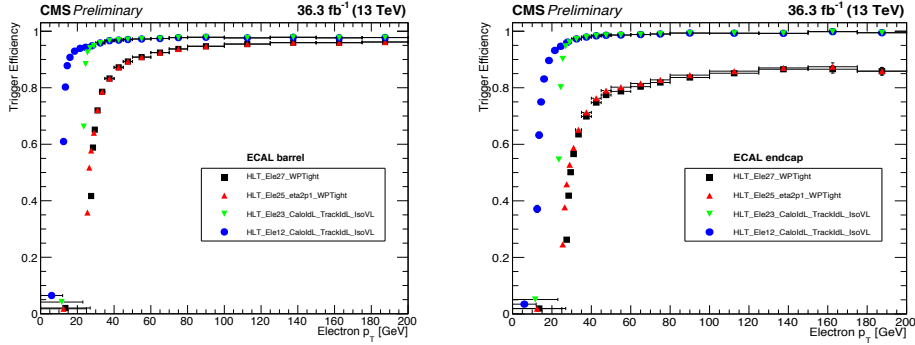 CMS Preliminary 36.3 fb⁻¹ (13 TeV)
Trigger Efficiency
1
0.8
0.6
0.4
0.2
0
ECAL barrel
HLT_Ele27_WPTight
HLT_Ele25_eta2p1_WPTight
HLT_Ele23_CaloIdL_TrackIdL_IsoVL
HLT_Ele12_CaloIdL_TrackIdL_IsoVL
0 20 40 60 80 100 120 140 160 180 200
Electron p_T [GeV]
CMS Preliminary 36.3 fb⁻¹ (13 TeV)
Trigger Efficiency
1
0.8
0.6
0.4
0.2
0
ECAL endcap
HLT_Ele27_WPTight
HLT_Ele25_eta2p1_WPTight
HLT_Ele23_CaloIdL_TrackIdL_IsoVL
HLT_Ele12_CaloIdL_TrackIdL_IsoVL
0 20 40 60 80 100 120 140 160 180 200
Electron p_T [GeV]